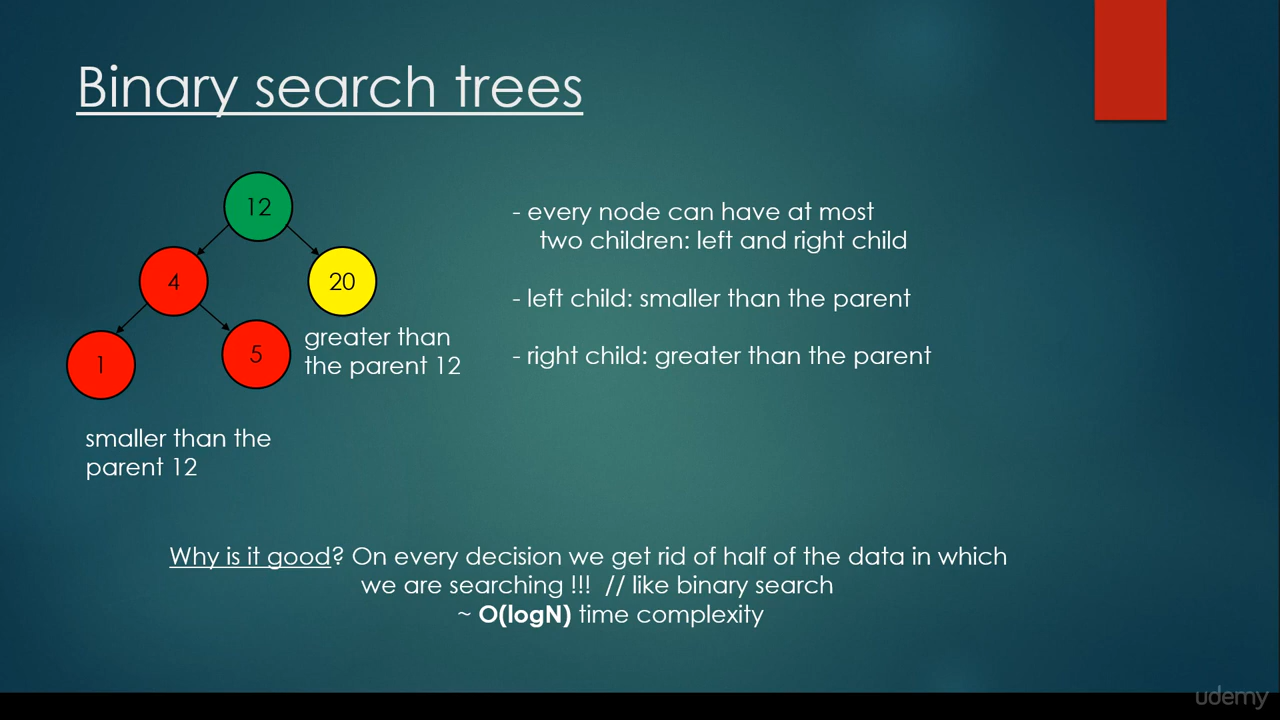 Binary search trees
12
4
20
1
5
greater than
the parent 12
smaller than the
parent 12
- every node can have at most
two children: left and right child
- left child: smaller than the parent
- right child: greater than the parent
Why is it good? On every decision we get rid of half of the data in which
we are searching !!! // like binary search
~ O(logN) time complexity
udemy